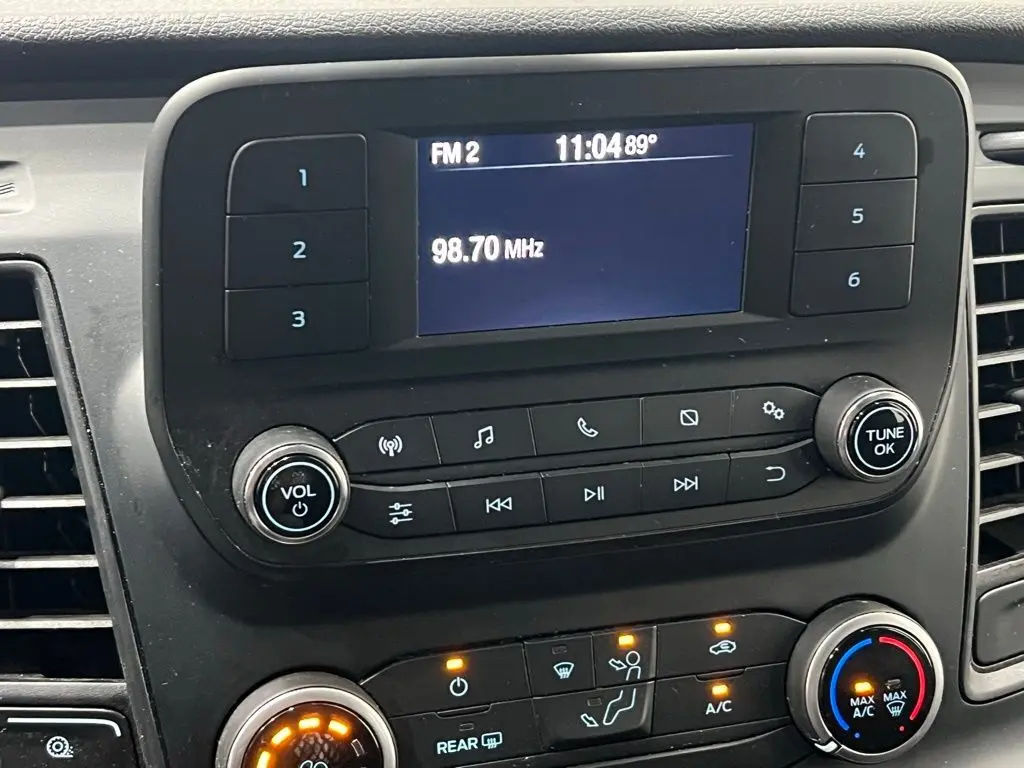 FM 2 11:04 89°
98.70 MHz
1
2
3
4
5
6
VOL
TUNE
OK
REAR
A/C
MAX
A/C
MAX